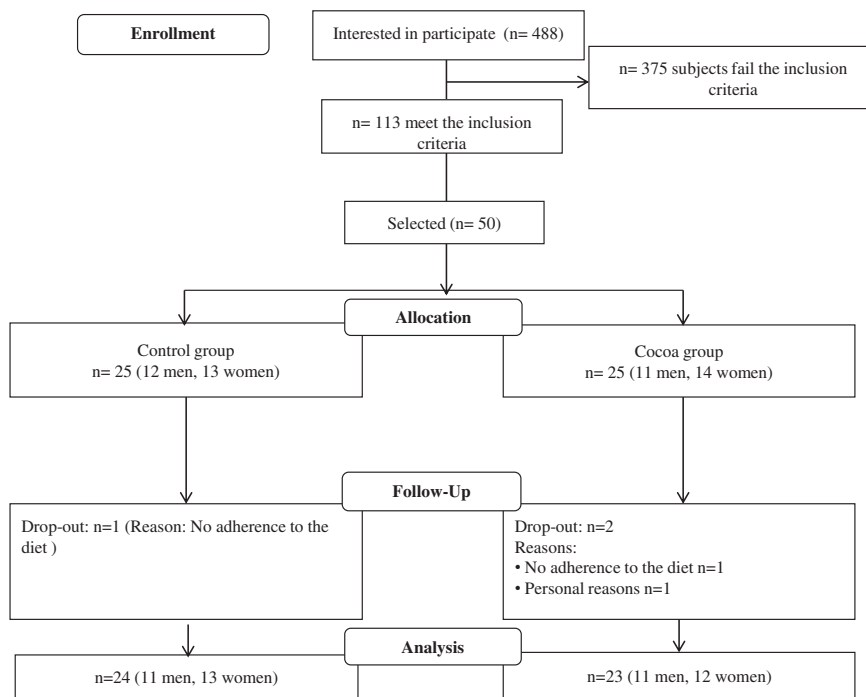 Enrollment
Interested in participate (n= 488)
n= 375 subjects fail the inclusion
criteria
n= 113 meet the inclusion
criteria
Selected (n= 50)
Allocation
Control group
n= 25 (12 men, 13 women)
Cocoa group
n= 25 (11 men, 14 women)
Follow-Up
Drop-out: n=1 (Reason: No adherence to the
diet )
Drop-out: n=2
Reasons:
• No adherence to the diet n=1
• Personal reasons n=1
Analysis
n=24 (11 men, 13 women)
n=23 (11 men, 12 women)